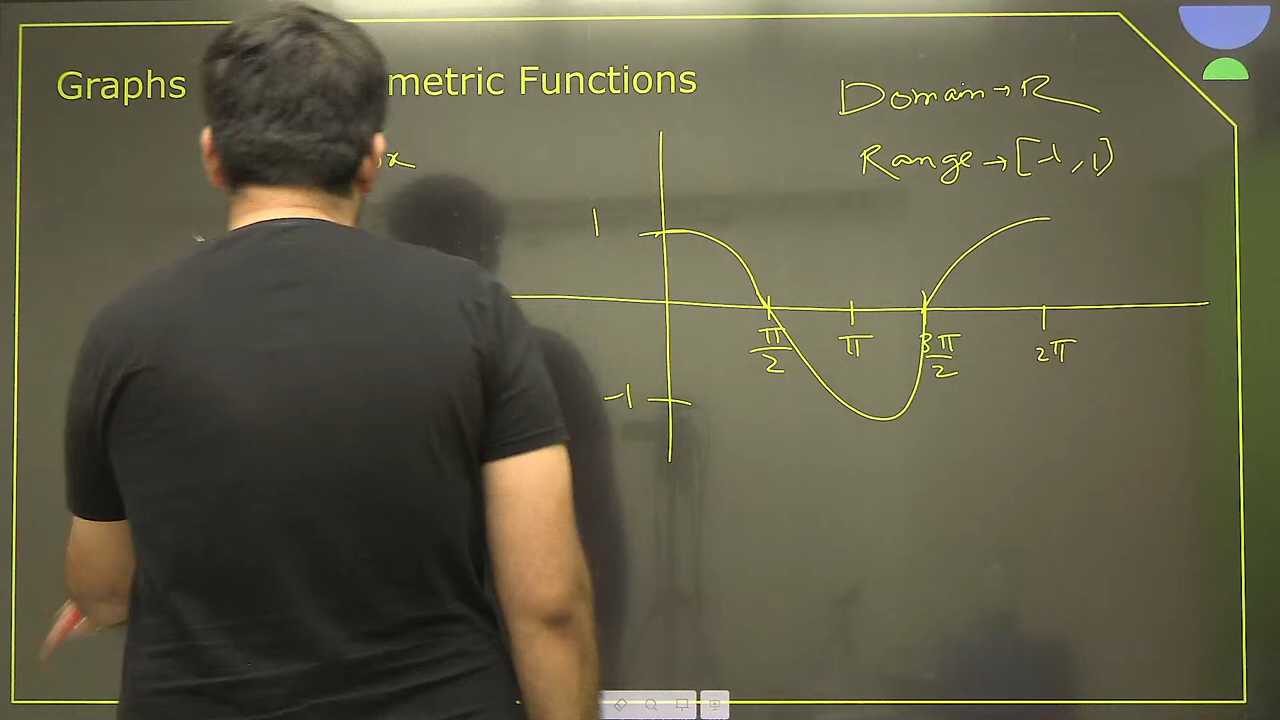 Graphs metric Functions
Domain → R
Range → [-1, 1]
x
1
π/2 π 3π/2 2π
-1